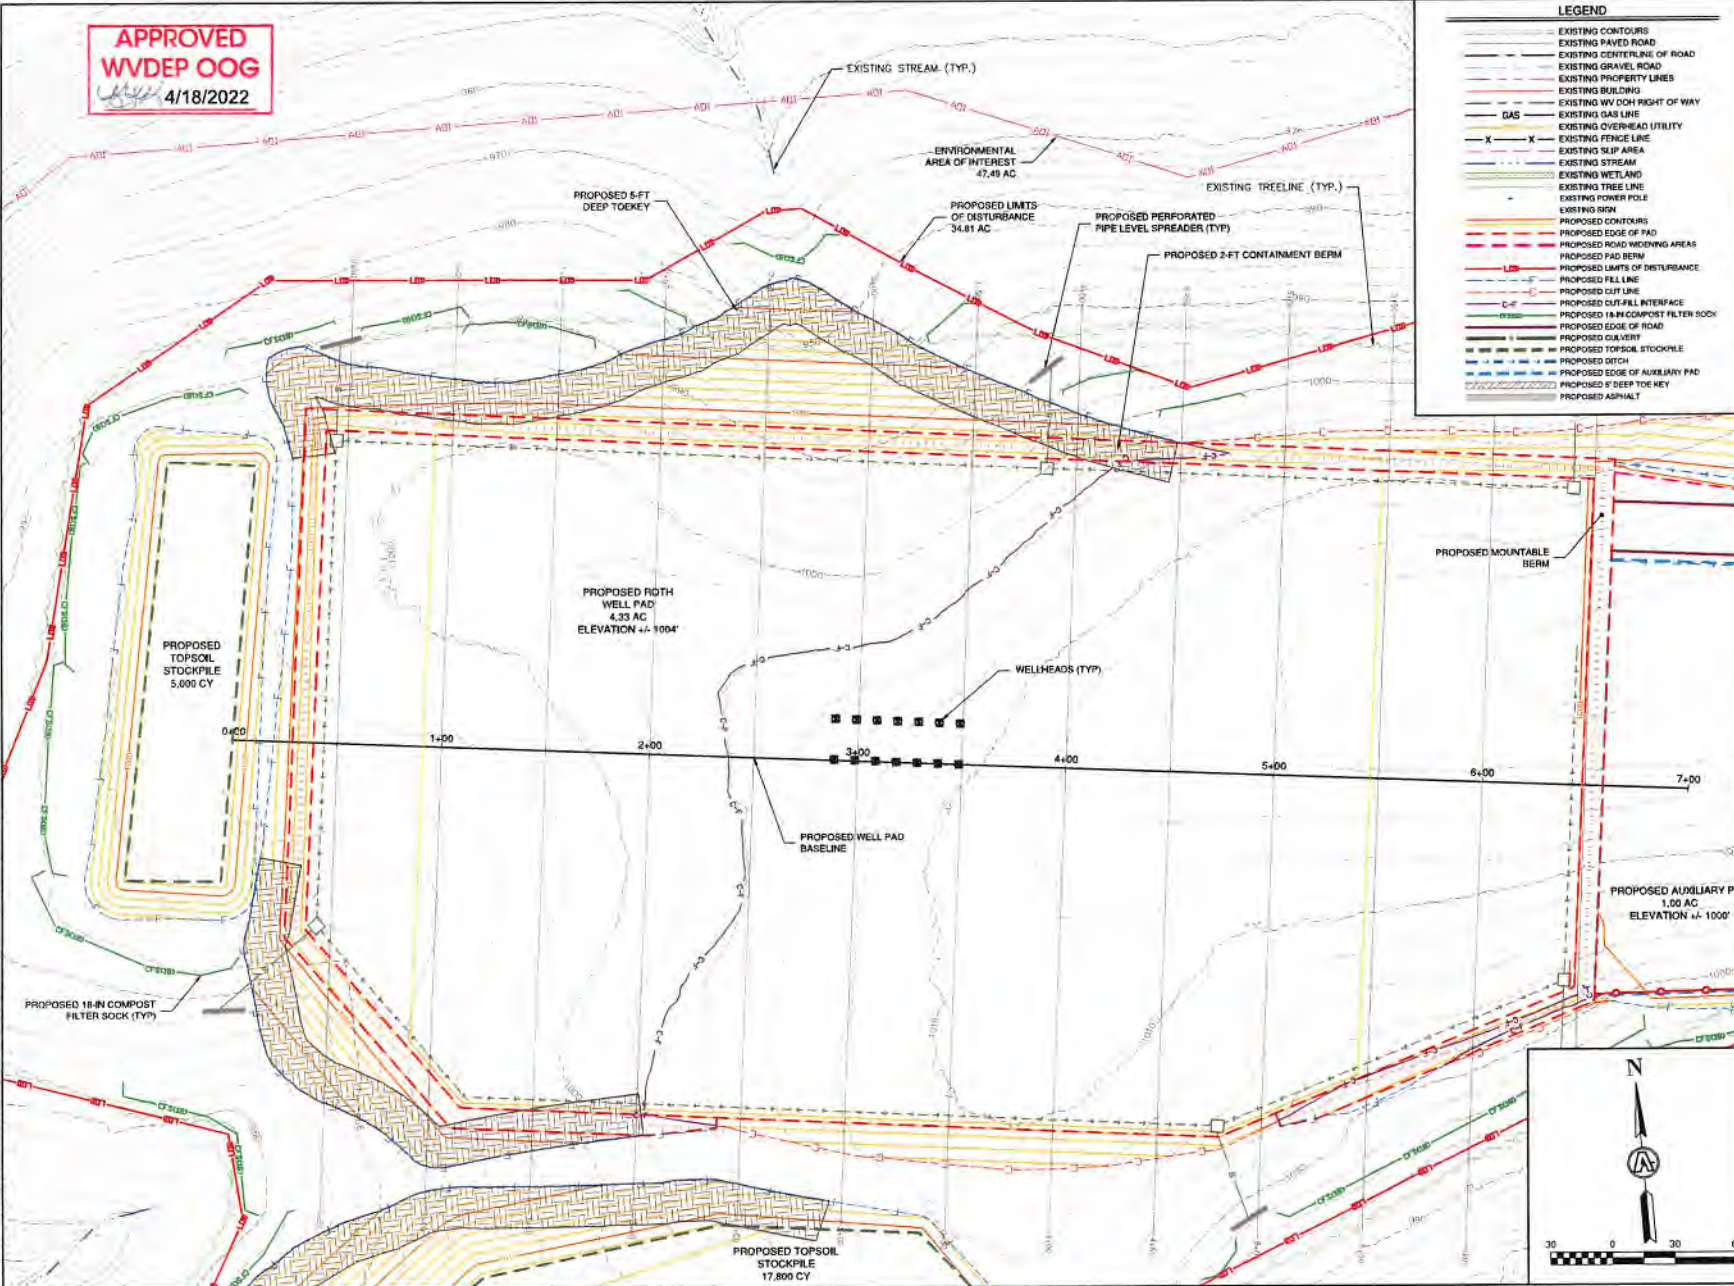 APPROVED
WVDEP OOG
4/18/2022
EXISTING STREAM (TYP.)
ENVIRONMENTAL
AREA OF INTEREST
47.49 AC
EXISTING TREELINE (TYP.)
PROPOSED 5-FT
DEEP TOEKEY
PROPOSED LIMITS
OF DISTURBANCE
34.81 AC
PROPOSED PERFORATED
PIPE LEVEL SPREADER (TYP)
PROPOSED 2-FT CONTAINMENT BERM
PROPOSED MOUNTABLE
BERM
PROPOSED ROTH
WELL PAD
4.33 AC
ELEVATION +/- 1004'
PROPOSED
TOPSOIL
STOCKPILE
5,000 CY
WELLHEADS (TYP)
0+00
1+00
2+00
3+00
4+00
5+00
6+00
7+00
PROPOSED WELL PAD
BASELINE
PROPOSED AUXILIARY P
1.00 AC
ELEVATION +/- 1000'
PROPOSED 18-IN COMPOST
FILTER SOCK (TYP)
PROPOSED TOPSOIL
STOCKPILE
17,800 CY
LEGEND
EXISTING CONTOURS
EXISTING PAVED ROAD
EXISTING CENTERLINE OF ROAD
EXISTING GRAVEL ROAD
EXISTING PROPERTY LINES
EXISTING BUILDING
EXISTING WV DOH RIGHT OF WAY
GAS EXISTING GAS LINE
EXISTING OVERHEAD UTILITY
X X EXISTING FENCE LINE
EXISTING SLIP AREA
EXISTING STREAM
EXISTING WETLAND
EXISTING TREE LINE
EXISTING POWER POLE
EXISTING SIGN
PROPOSED CONTOURS
PROPOSED EDGE OF PAD
PROPOSED ROAD WIDENING AREAS
PROPOSED PAD BERM
LOD PROPOSED LIMITS OF DISTURBANCE
F PROPOSED FILL LINE
C PROPOSED CUT LINE
C-F PROPOSED CUT-FILL INTERFACE
PROPOSED 18-IN COMPOST FILTER SOCK
PROPOSED EDGE OF ROAD
PROPOSED CULVERT
PROPOSED TOPSOIL STOCKPILE
PROPOSED DITCH
PROPOSED EDGE OF AUXILIARY PAD
PROPOSED 5' DEEP TOE KEY
PROPOSED ASPHALT
N
30 0 30